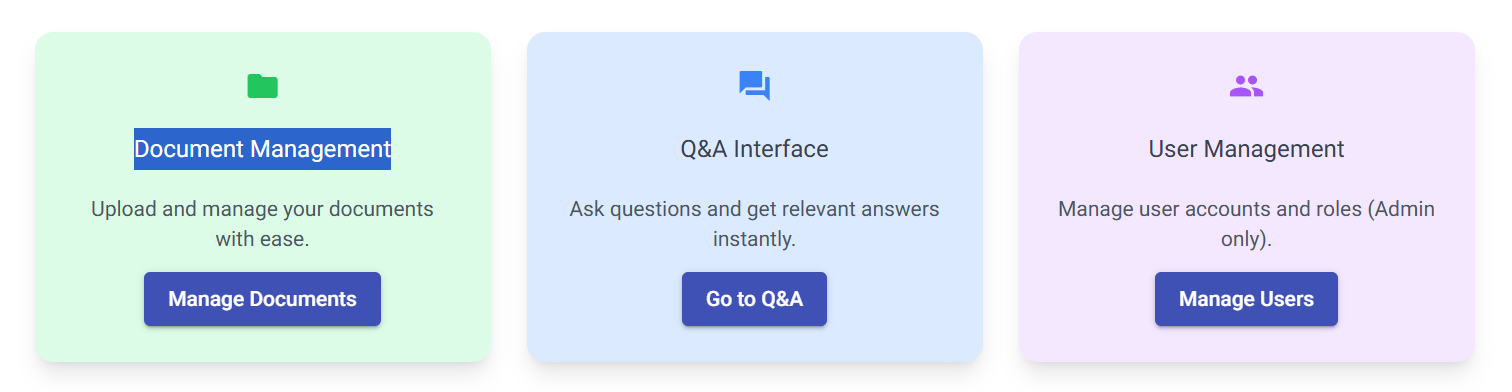 Document Management
Upload and manage your documents
with ease.
Manage Documents
Q&A Interface
Ask questions and get relevant answers
instantly.
Go to Q&A
User Management
Manage user accounts and roles (Admin
only).
Manage Users